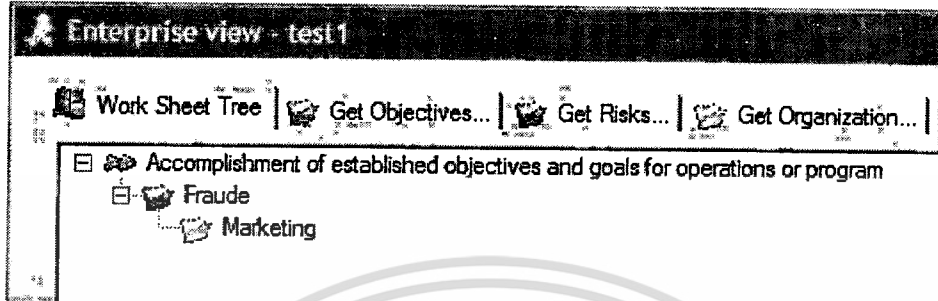 Enterprise view - test1
Work Sheet Tree Get Objectives... Get Risks... Get Organization...
Accomplishment of established objectives and goals for operations or program
Fraude
Marketing